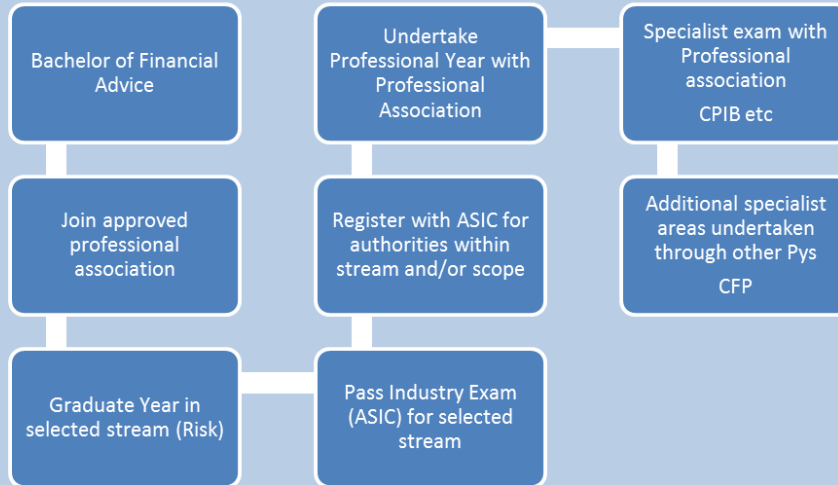 Bachelor of Financial
Advice
Join approved
professional
association
Graduate Year in
selected stream (Risk)
Pass Industry Exam
(ASIC) for selected
stream
Register with ASIC for
authorities within
stream and/or scope
Undertake
Professional Year with
Professional
Association
Specialist exam with
Professional
association
CPIB etc
Additional specialist
areas undertaken
through other Pys
CFP